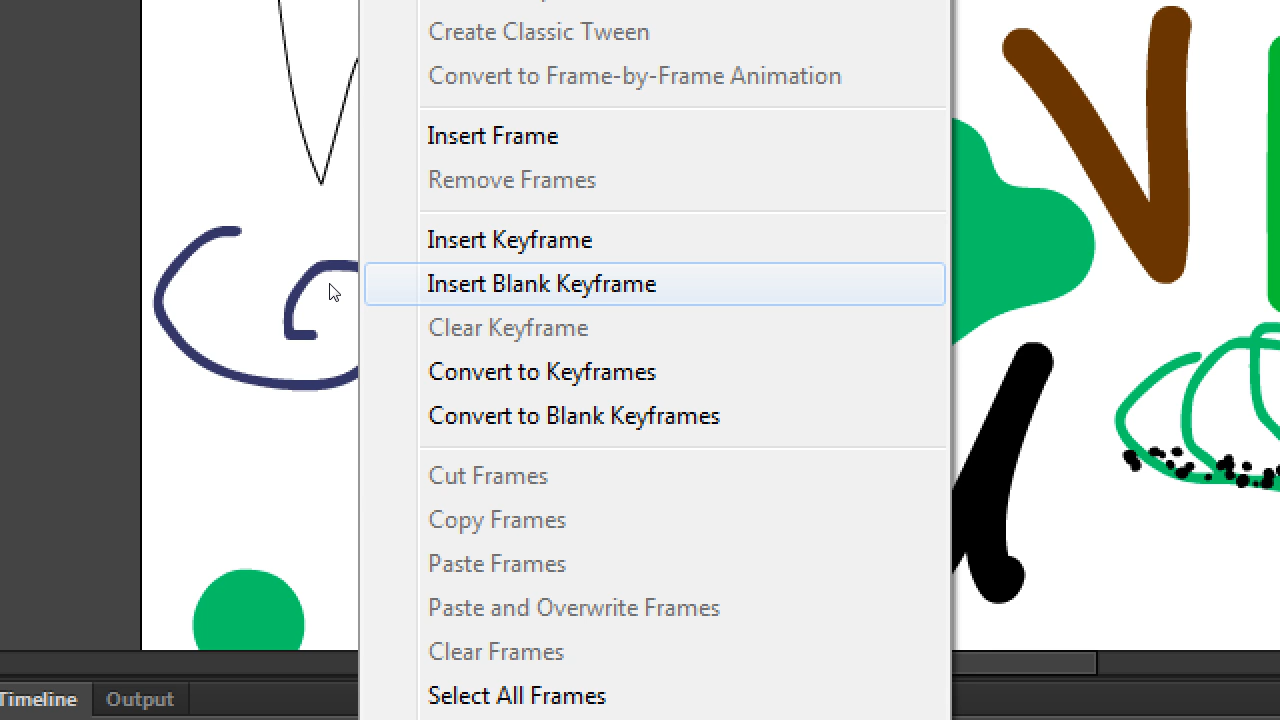 Create Classic Tween
Convert to Frame-by-Frame Animation
Insert Frame
Remove Frames
Insert Keyframe
Insert Blank Keyframe
Clear Keyframe
Convert to Keyframes
Convert to Blank Keyframes
Cut Frames
Copy Frames
Paste Frames
Paste and Overwrite Frames
Clear Frames
Select All Frames
Timeline
Output